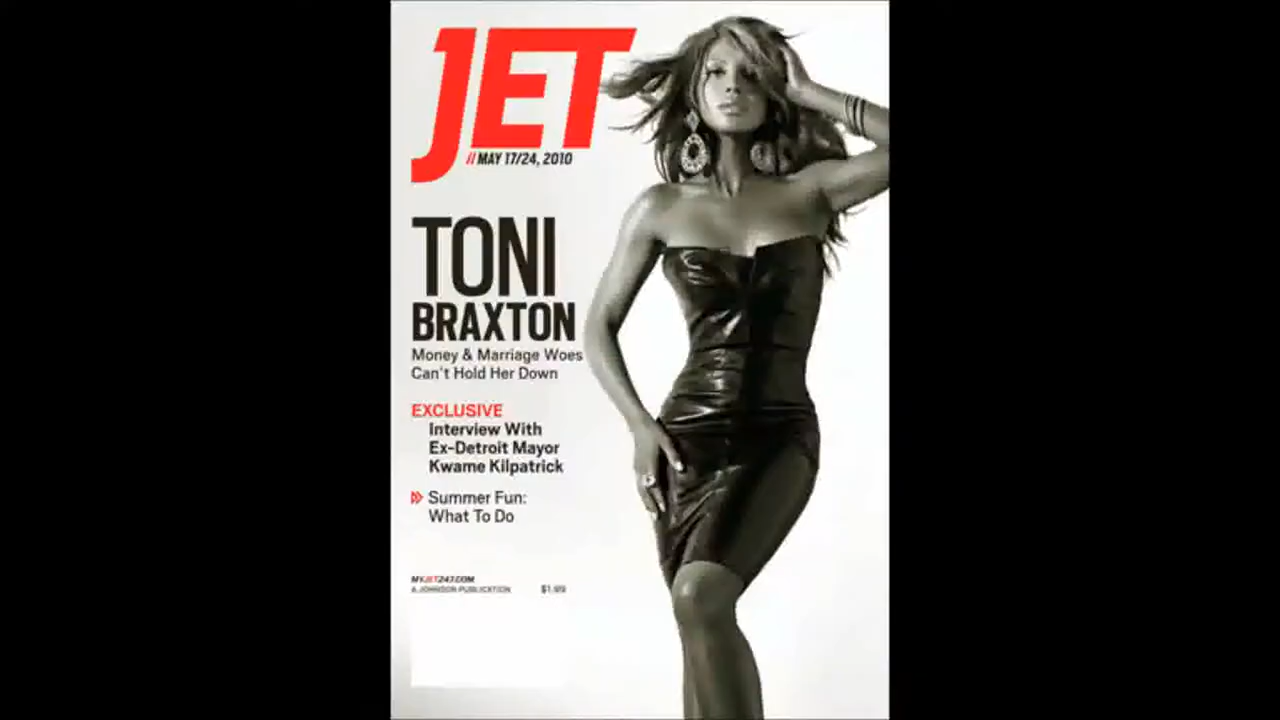 JET
// MAY 17/24, 2010
TONI
BRAXTON
Money & Marriage Woes
Can't Hold Her Down
EXCLUSIVE
Interview With
Ex-Detroit Mayor
Kwame Kilpatrick
Summer Fun:
What To Do
MYJET247.COM
A JOHNSON PUBLICATION $1.99